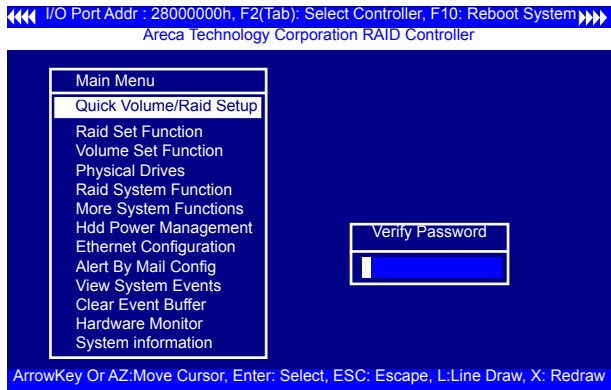 I/O Port Addr : 28000000h, F2(Tab): Select Controller, F10: Reboot System
Areca Technology Corporation RAID Controller
Main Menu
Quick Volume/Raid Setup
Raid Set Function
Volume Set Function
Physical Drives
Raid System Function
More System Functions
Hdd Power Management
Ethernet Configuration
Alert By Mail Config
View System Events
Clear Event Buffer
Hardware Monitor
System information
Verify Password
ArrowKey Or AZ:Move Cursor, Enter: Select, ESC: Escape, L:Line Draw, X: Redraw